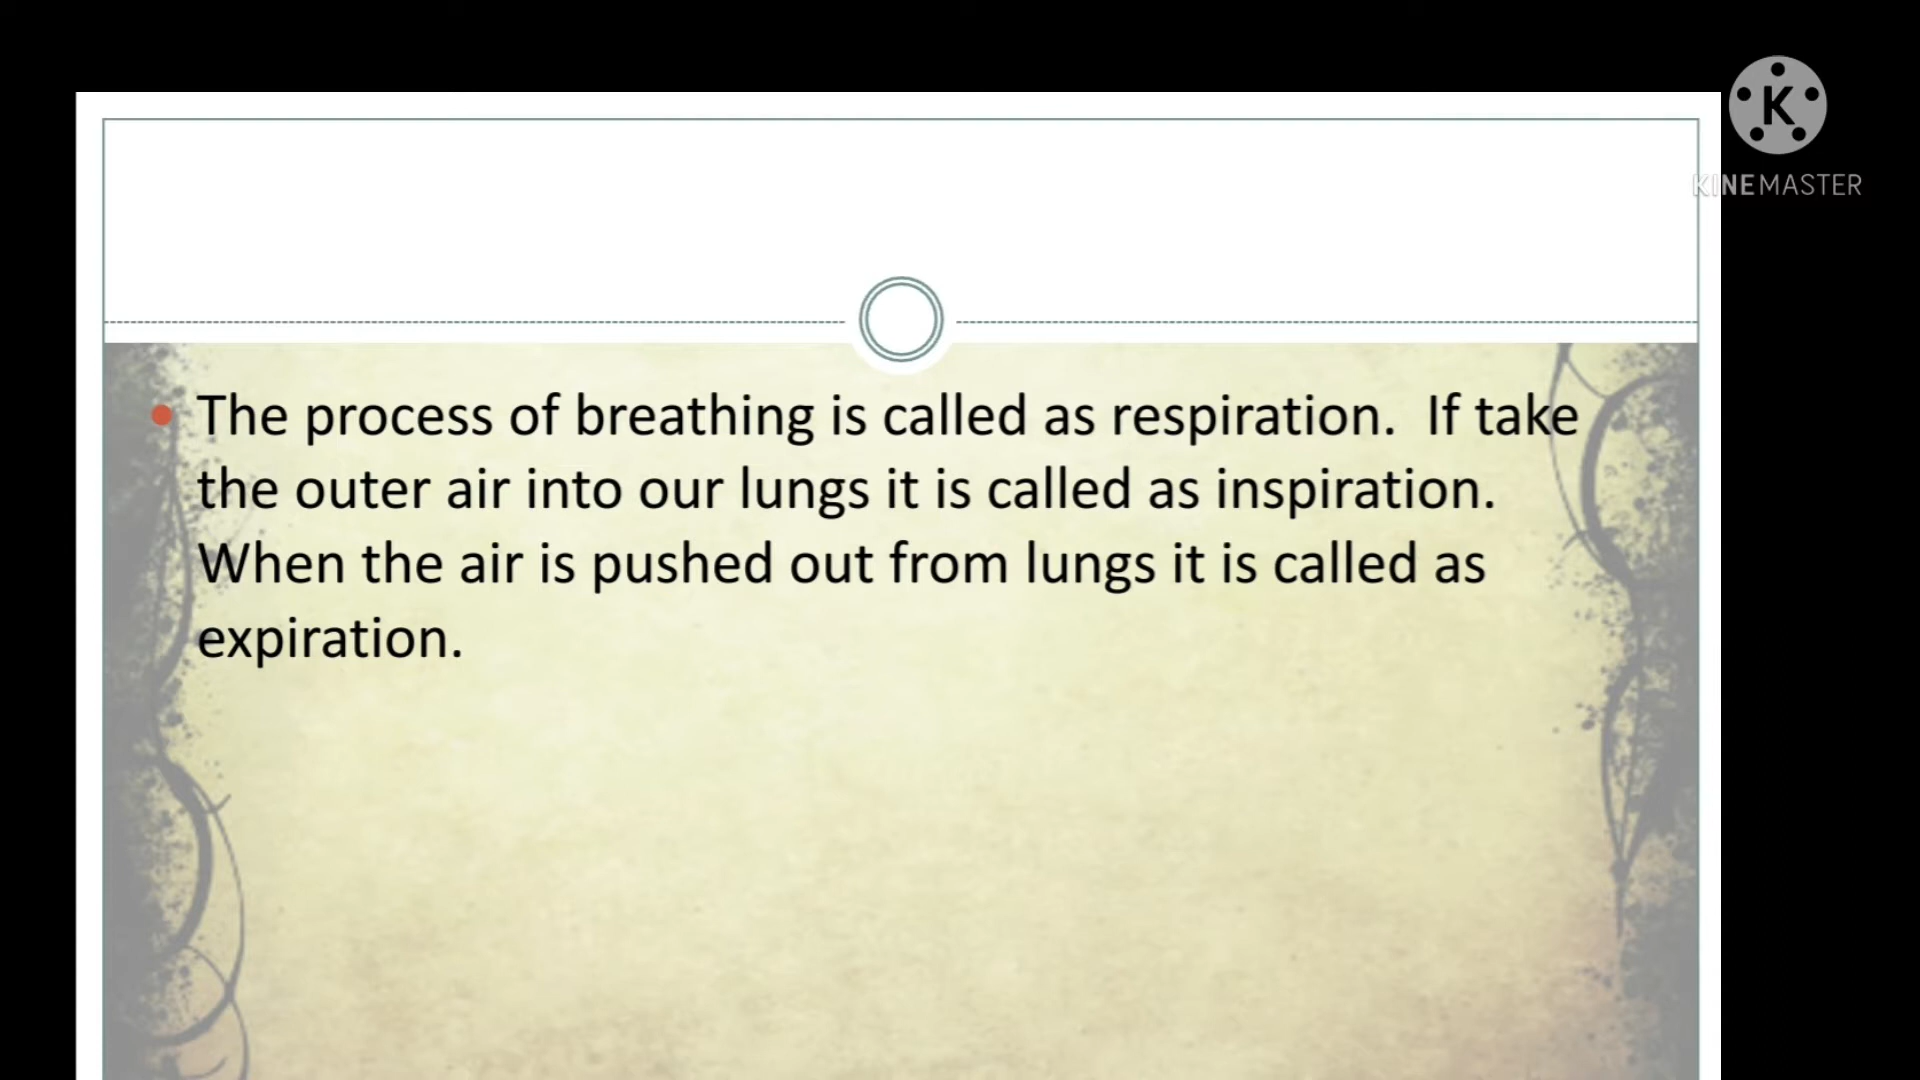 K
KINEMASTER
The process of breathing is called as respiration.  If take
the outer air into our lungs it is called as inspiration.
When the air is pushed out from lungs it is called as
expiration.